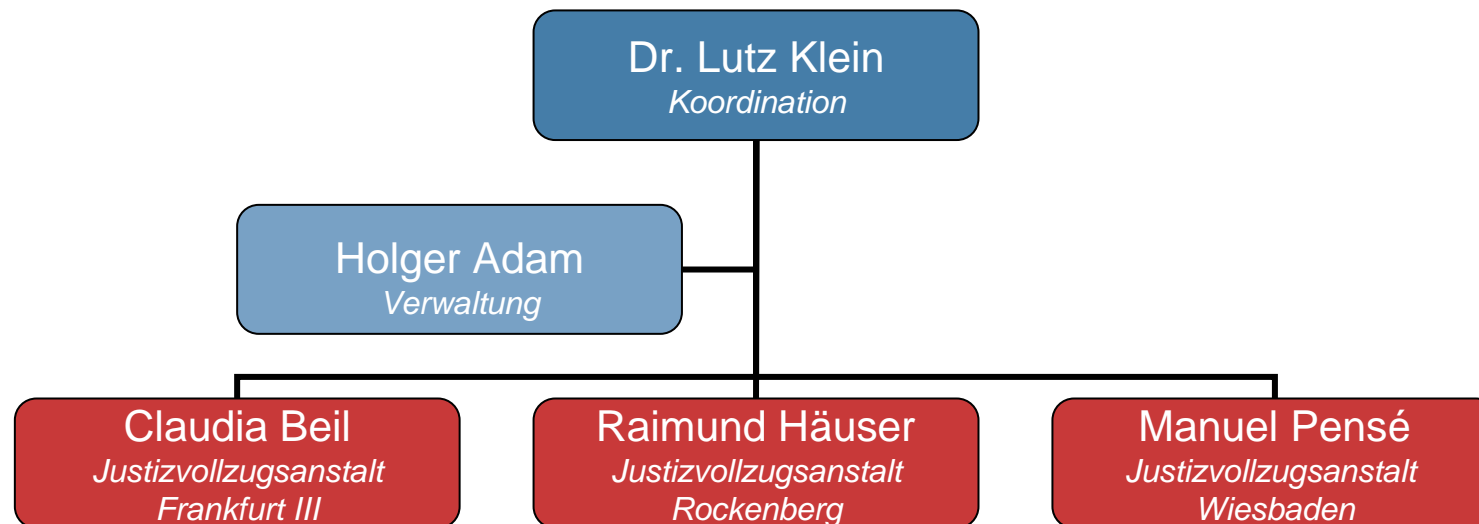 Dr. Lutz Klein
Koordination
Holger Adam
Verwaltung
Claudia Beil
Justizvollzugsanstalt
Frankfurt III
Raimund Häuser
Justizvollzugsanstalt
Rockenberg
Manuel Pensé
Justizvollzugsanstalt
Wiesbaden